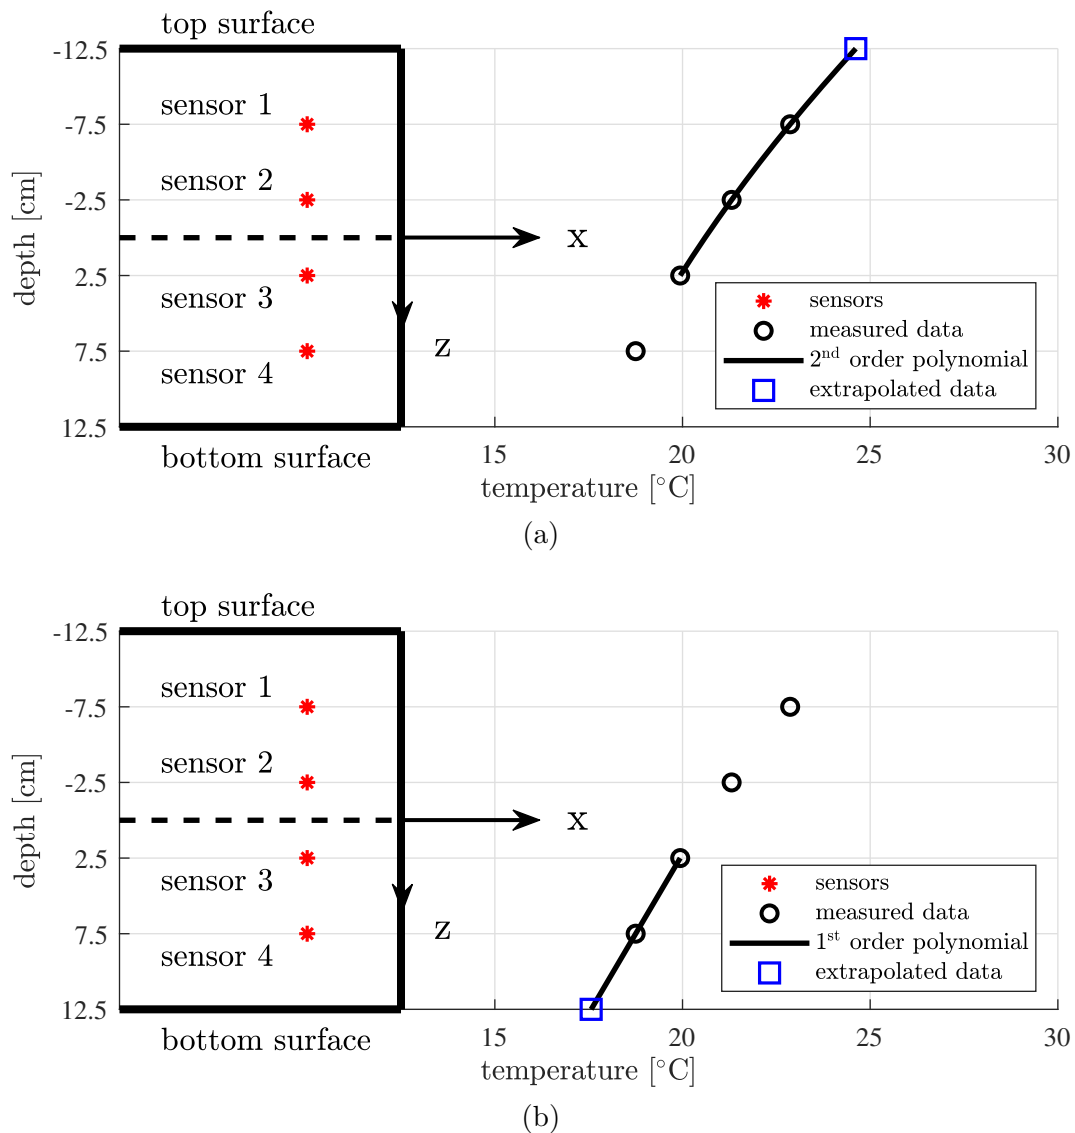 top surface
-12.5
sensor 1
-7.5
sensor 2
-2.5
x
depth [cm]
2.5
sensor 3
z
7.5
sensor 4
12.5
bottom surface
sensors
measured data
2nd order polynomial
extrapolated data
15 20 25 30
temperature [°C]
(a)
top surface
-12.5
sensor 1
-7.5
sensor 2
-2.5
x
depth [cm]
2.5
sensor 3
z
7.5
sensor 4
12.5
bottom surface
sensors
measured data
1st order polynomial
extrapolated data
15 20 25 30
temperature [°C]
(b)